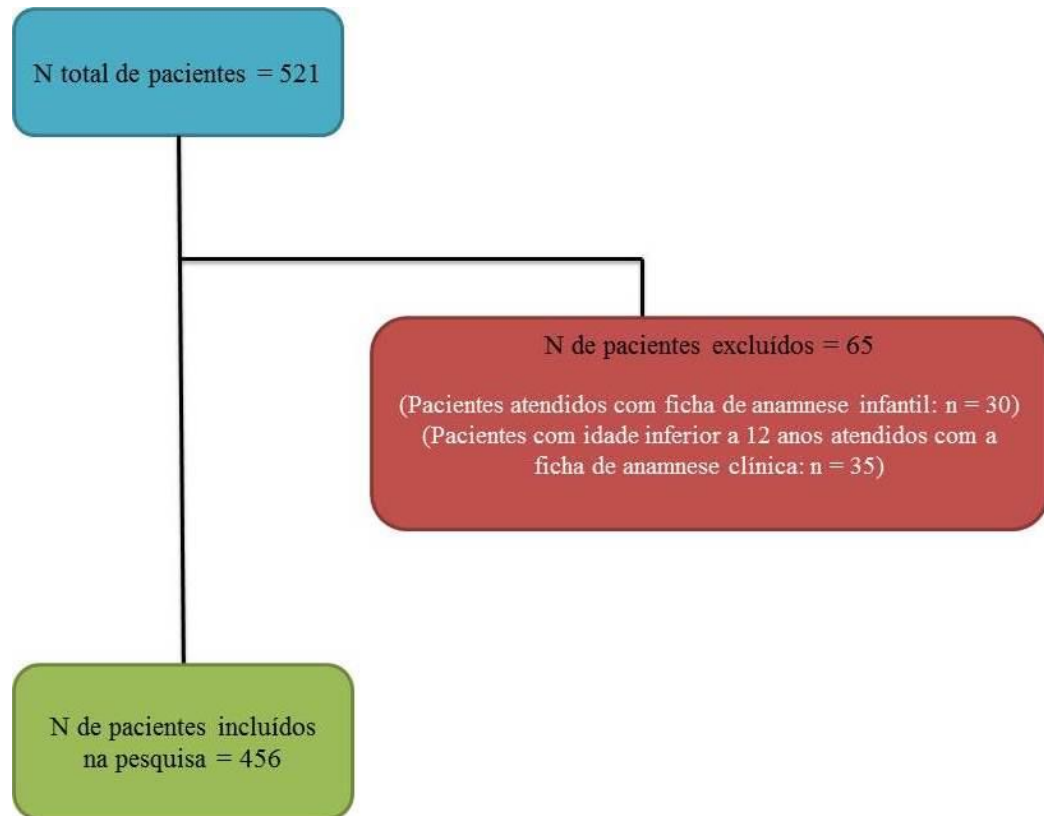 N total de pacientes = 521
N de pacientes excluídos = 65
(Pacientes atendidos com ficha de anamnese infantil: n = 30)
(Pacientes com idade inferior a 12 anos atendidos com a
ficha de anamnese clínica: n = 35)
N de pacientes incluídos
na pesquisa = 456